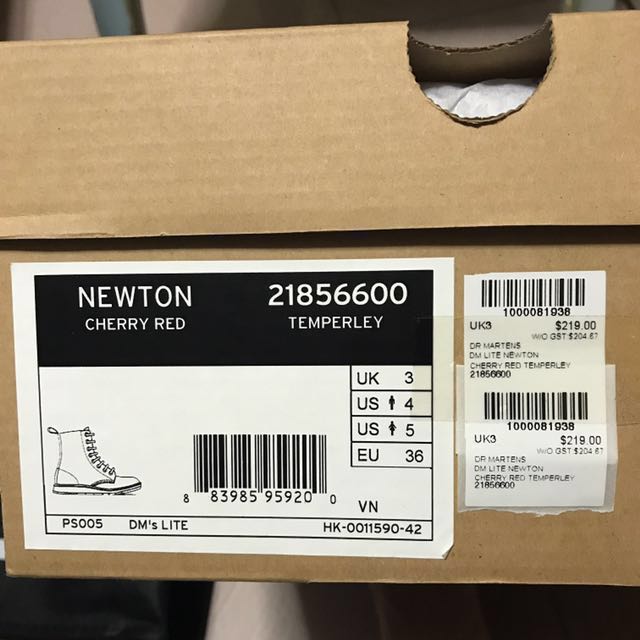 NEWTON 21856600
CHERRY RED TEMPERLEY
UK 3
US 4
US 5
EU 36
8 83985 95920 0
VN
PS005 DM's LITE HK-0011590-42
1000081938
UK3 $219.00
W/O GST $204.67
DR MARTENS
DM LITE NEWTON
CHERRY RED TEMPERLEY
21856600
1000081938
UK3 $219.00
W/O GST $204.67
DR MARTENS
DM LITE NEWTON
CHERRY RED TEMPERLEY
21856600